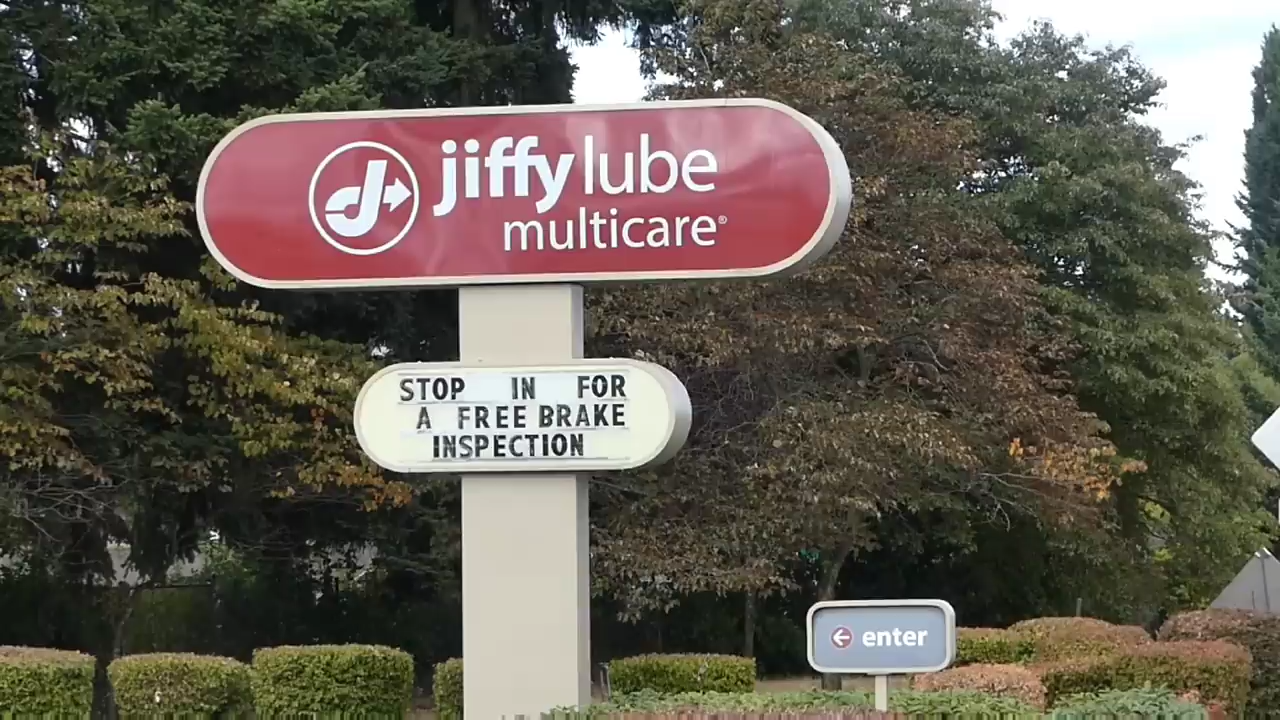 jiffy lube
multicare®
STOP IN FOR
A FREE BRAKE
INSPECTION
enter